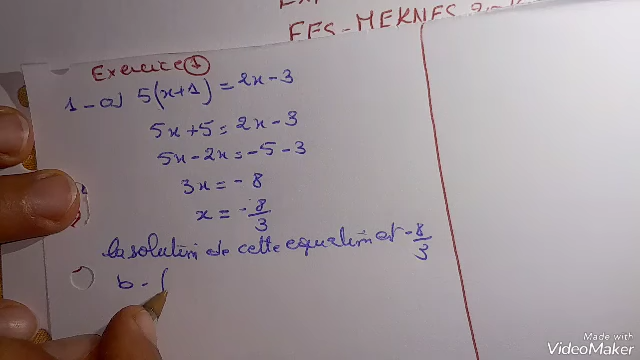 FES-MEKNES
Exercice 1
1-a) 5(x+1) = 2x-3
5x+5 = 2x-3
5x-2x = -5-3
3x = -8
x = -8/3
la solution de cette equation est -8/3
b - (
Made with
VideoMaker